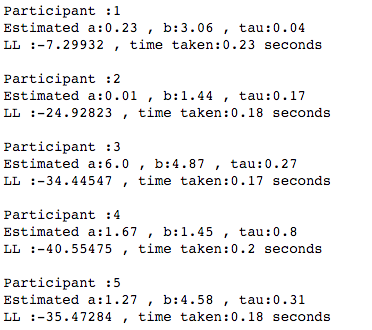 Participant :1
Estimated a:0.23 , b:3.06 , tau:0.04
LL :-7.29932 , time taken:0.23 seconds
Participant :2
Estimated a:0.01 , b:1.44 , tau:0.17
LL :-24.92823 , time taken:0.18 seconds
Participant :3
Estimated a:6.0 , b:4.87 , tau:0.27
LL :-34.44547 , time taken:0.17 seconds
Participant :4
Estimated a:1.67 , b:1.45 , tau:0.8
LL :-40.55475 , time taken:0.2 seconds
Participant :5
Estimated a:1.27 , b:4.58 , tau:0.31
LL :-35.47284 , time taken:0.18 seconds